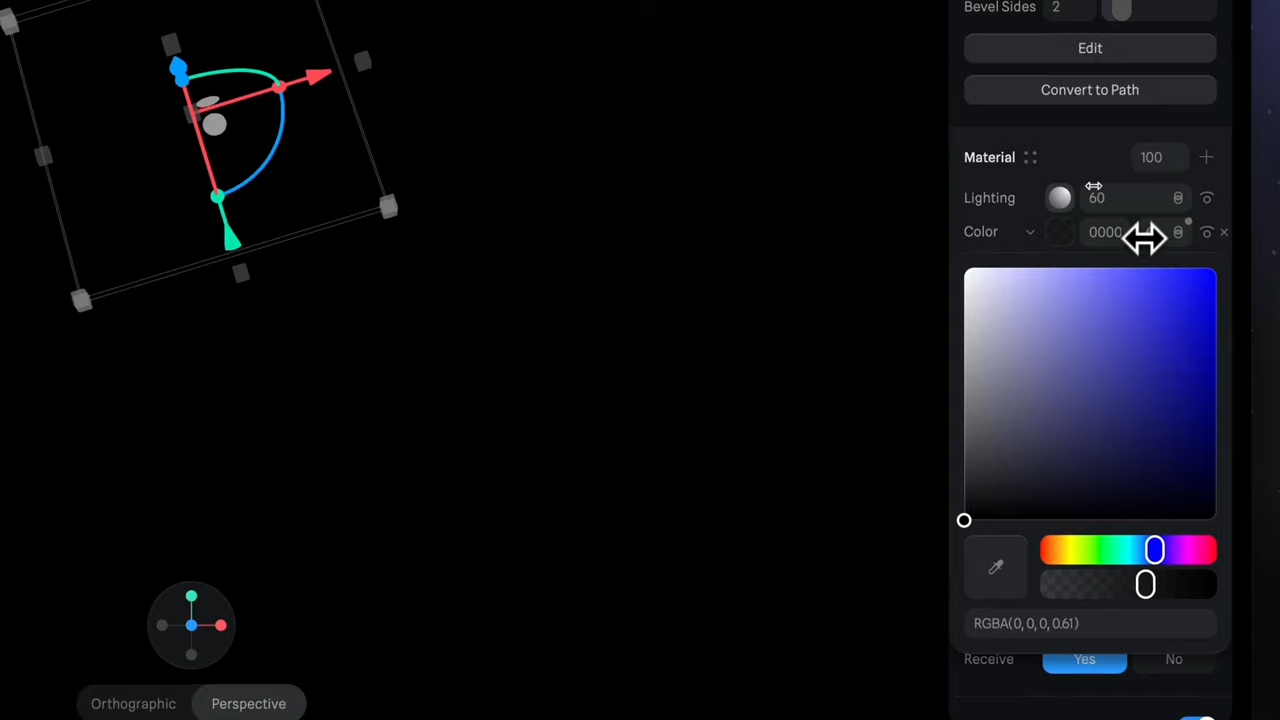 Bevel Sides 2
Edit
Convert to Path
Material 100
Lighting 60
Color 0000
RGBA(0, 0, 0, 0.61)
Receive Yes No
Orthographic Perspective